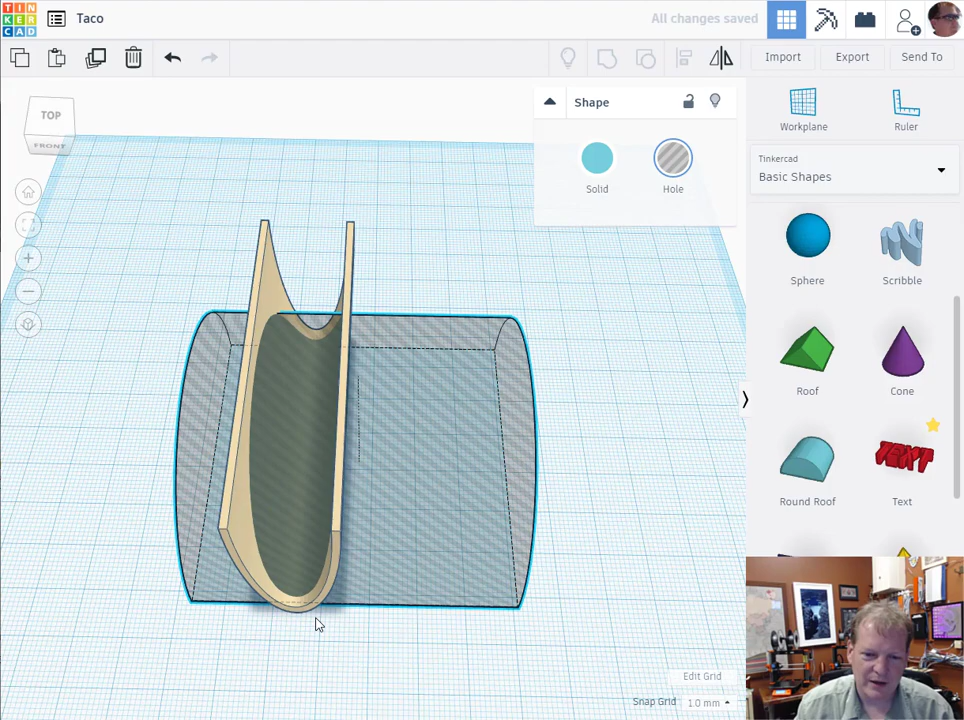 TIN
KER
CAD
Taco
All changes saved
Import
Export
Send To
TOP
FRONT
Shape
Solid
Hole
Workplane
Ruler
Tinkercad
Basic Shapes
Sphere
Scribble
Roof
Cone
TEXT
Round Roof
Text
Edit Grid
Snap Grid 1.0 mm